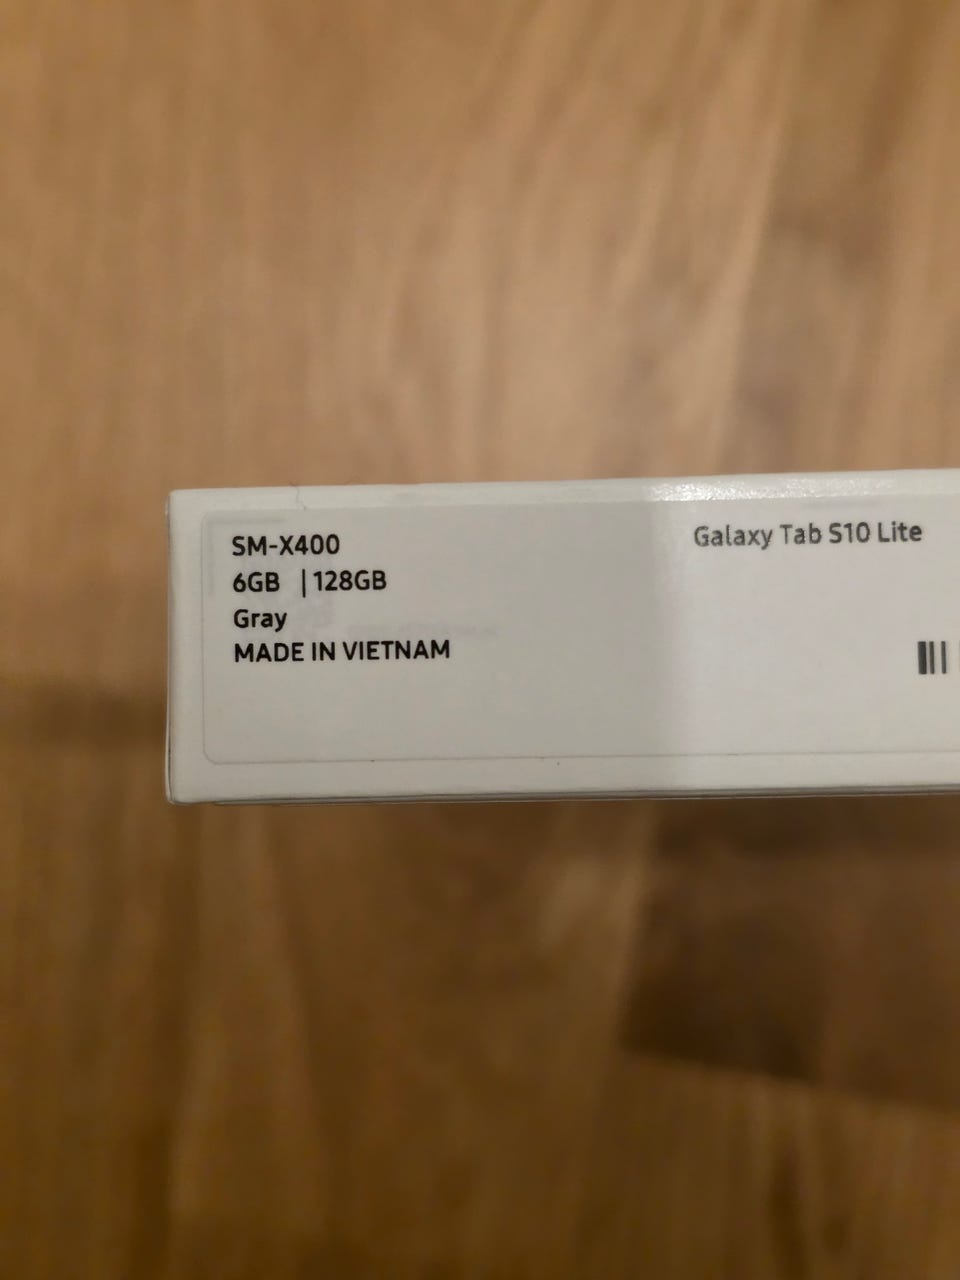 SM-X400
6GB | 128GB
Gray
MADE IN VIETNAM
Galaxy Tab S10 Lite